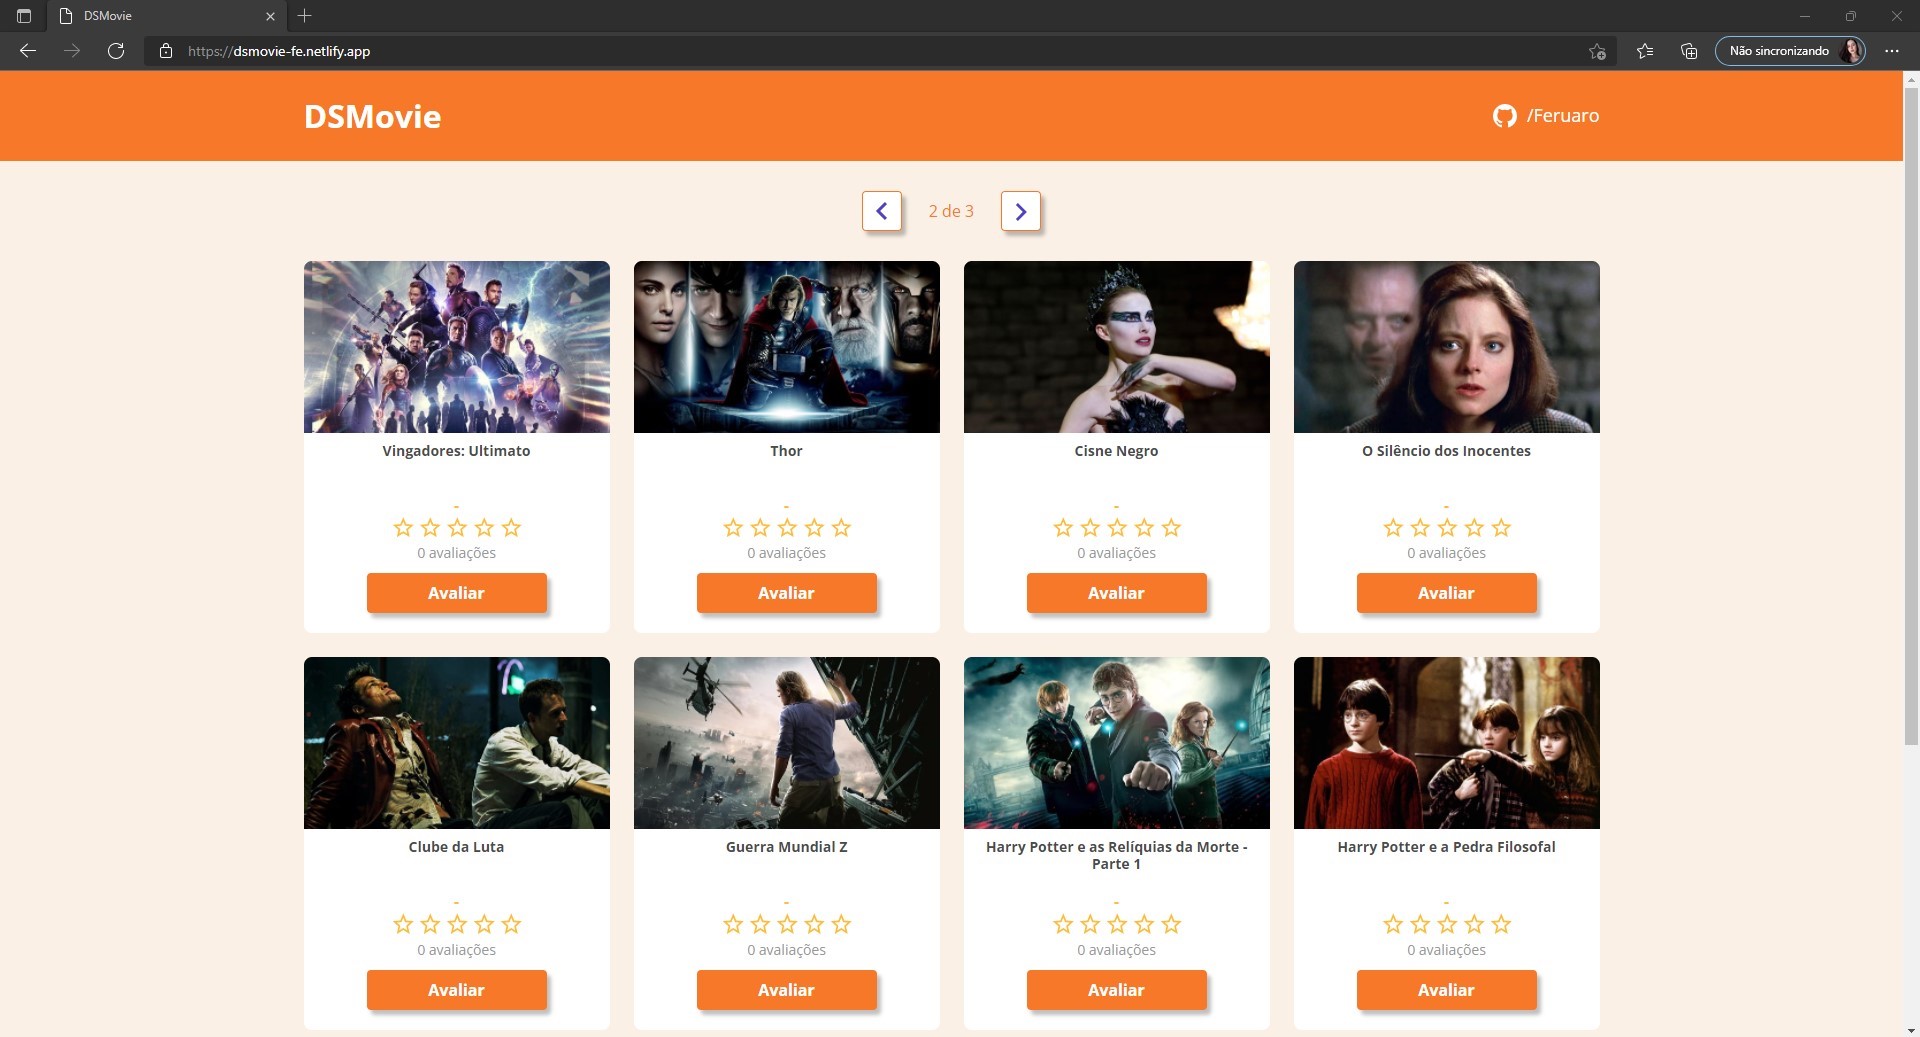 DSMovie
https://dsmovie-fe.netlify.app
Não sincronizando
DSMovie
/Feruaro
2 de 3
Vingadores: Ultimato
Thor
Cisne Negro
O Silêncio dos Inocentes
-
-
-
-
0 avaliações
0 avaliações
0 avaliações
0 avaliações
Avaliar
Avaliar
Avaliar
Avaliar
Clube da Luta
Guerra Mundial Z
Harry Potter e as Relíquias da Morte -
Parte 1
Harry Potter e a Pedra Filosofal
-
-
-
-
0 avaliações
0 avaliações
0 avaliações
0 avaliações
Avaliar
Avaliar
Avaliar
Avaliar